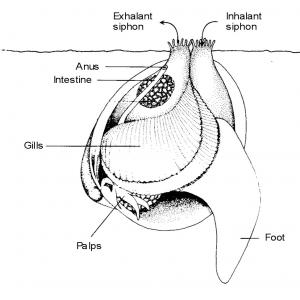 Exhalant
siphon
Inhalant
siphon
Anus
Intestine
Gills
Palps
Foot